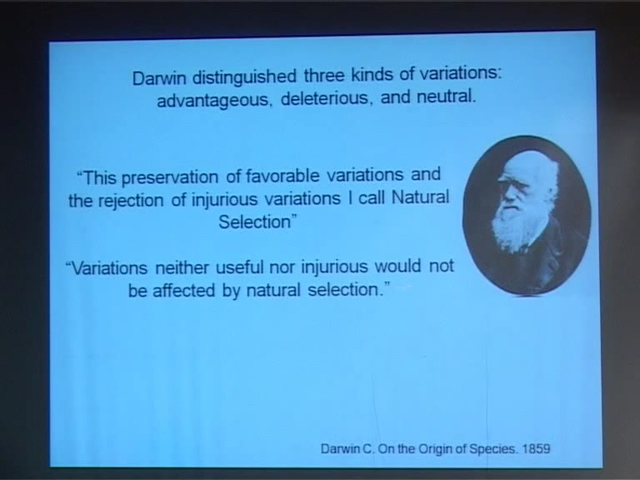 Darwin distinguished three kinds of variations:
advantageous, deleterious, and neutral.
“This preservation of favorable variations and
the rejection of injurious variations I call Natural
Selection”
“Variations neither useful nor injurious would not
be affected by natural selection.”
Darwin C. On the Origin of Species. 1859